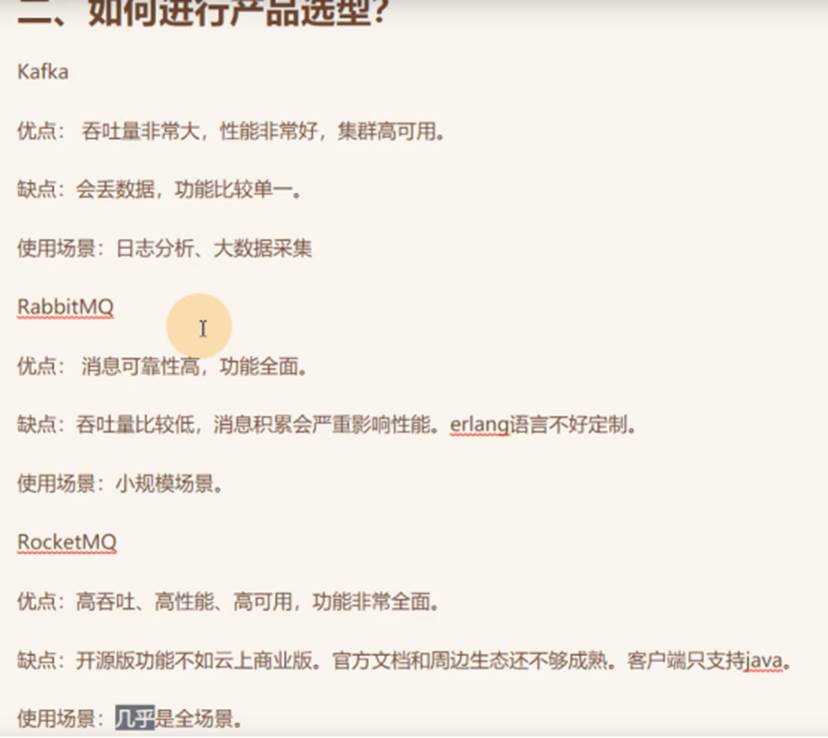 二、如何进行产品选型?
Kafka
优点： 吞吐量非常大，性能非常好，集群高可用。
缺点：会丢数据，功能比较单一。
使用场景：日志分析、大数据采集
RabbitMQ
优点： 消息可靠性高，功能全面。
缺点：吞吐量比较低，消息积累会严重影响性能。erlang语言不好定制。
使用场景：小规模场景。
RocketMQ
优点：高吞吐、高性能、高可用，功能非常全面。
缺点：开源版功能不如云上商业版。官方文档和周边生态还不够成熟。客户端只支持java。
使用场景：几乎是全场景。